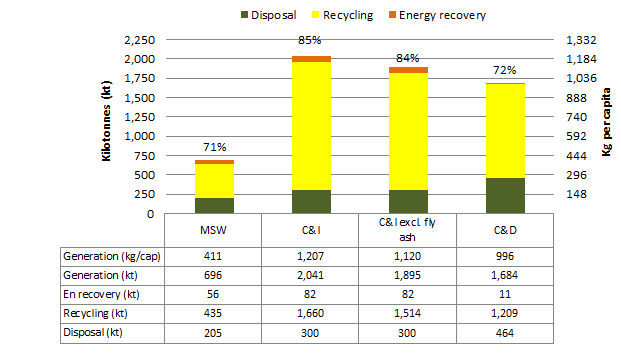 Disposal Recycling Energy recovery
2,250 1,332
85%
2,000 1,184
84%
1,750 1,036
72%
1,500 888
1,250 740
1,000 592
71%
750 444
500 296
250 148
0
Kilotonnes (kt)
Kg per capita
MSW C&I C&I excl. fly ash C&D
Generation (kg/cap) 411 1,207 1,120 996
Generation (kt) 696 2,041 1,895 1,684
En recovery (kt) 56 82 82 11
Recycling (kt) 435 1,660 1,514 1,209
Disposal (kt) 205 300 300 464